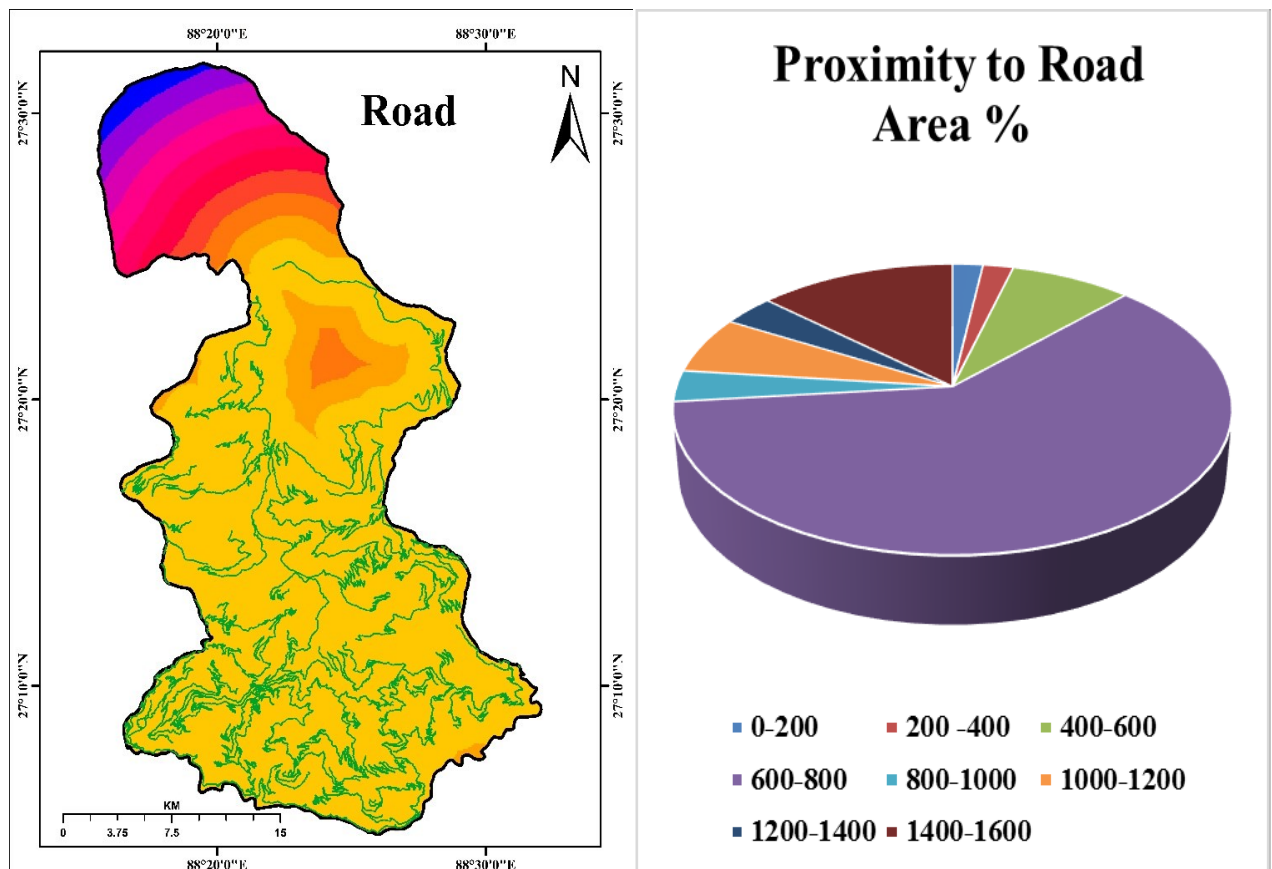 88°20'0"E 88°30'0"E
Road
N
27°30'0"N 27°30'0"N
27°20'0"N 27°20'0"N
27°10'0"N 27°10'0"N
KM
0 3.75 7.5 15
88°20'0"E 88°30'0"E
Proximity to Road
Area %
0-200 200 -400 400-600
600-800 800-1000 1000-1200
1200-1400 1400-1600